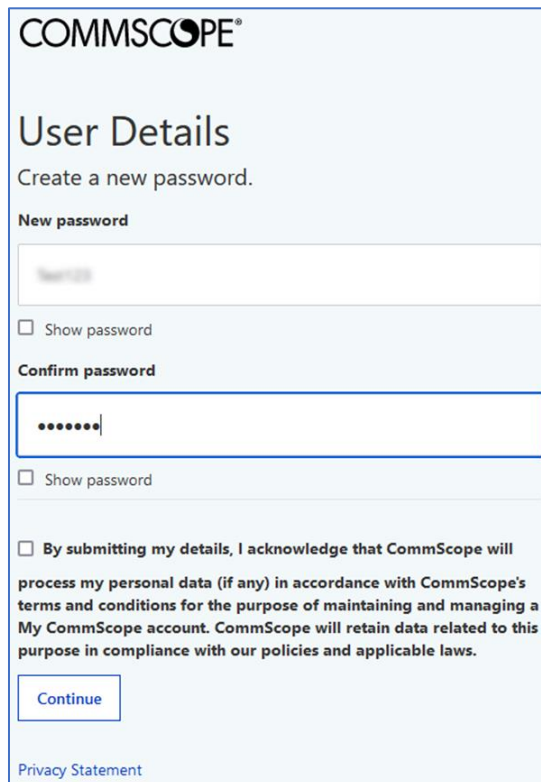 COMMSCOPE®
User Details
Create a new password.
New password
Show password
Confirm password
•••••••
Show password
By submitting my details, I acknowledge that CommScope will
process my personal data (if any) in accordance with CommScope's
terms and conditions for the purpose of maintaining and managing a
My CommScope account. CommScope will retain data related to this
purpose in compliance with our policies and applicable laws.
Continue
Privacy Statement